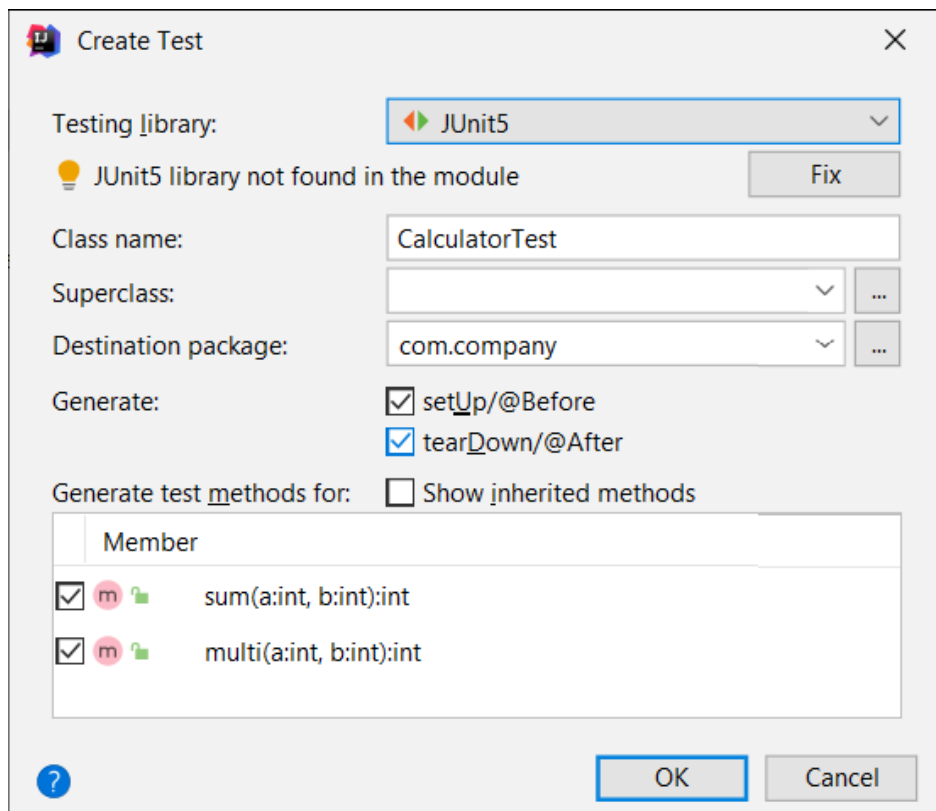 Create Test
Testing library: JUnit5
JUnit5 library not found in the module Fix
Class name: CalculatorTest
Superclass: ...
Destination package: com.company ...
Generate: setUp/@Before
tearDown/@After
Generate test methods for: Show inherited methods
Member
m sum(a:int, b:int):int
m multi(a:int, b:int):int
? OK Cancel